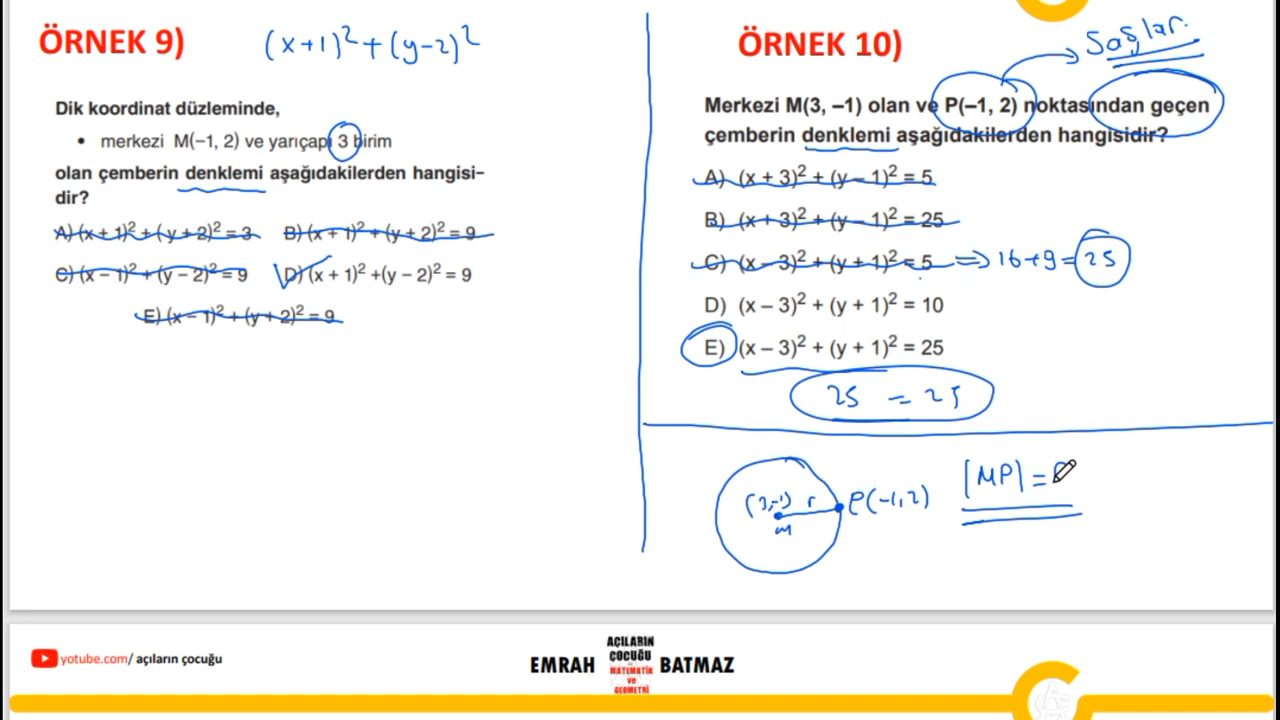 ÖRNEK 9)
(x+1)² + (y-2)²
Dik koordinat düzleminde,
• merkezi M(−1, 2) ve yarıçapı 3 birim
olan çemberin denklemi aşağıdakilerden hangisi-
dir?
A) (x + 1)² + (y + 2)² = 3 B) (x + 1)² + (y + 2)² = 9
C) (x − 1)² + (y − 2)² = 9 D) (x + 1)² +(y − 2)² = 9
E) (x − 1)² + (y + 2)² = 9
ÖRNEK 10)
Sağlar.
Merkezi M(3, −1) olan ve P(−1, 2) noktasından geçen
çemberin denklemi aşağıdakilerden hangisidir?
A) (x + 3)² + (y − 1)² = 5
B) (x + 3)² + (y − 1)² = 25
C) (x − 3)² + (y + 1)² = 5 ⇒ 16+9=25
D) (x − 3)² + (y + 1)² = 10
E) (x − 3)² + (y + 1)² = 25
25 = 25
|MP| =
(3,-1) r P(-1,2)
M
yotube.com/ açıların çocuğu
EMRAH
AÇILARIN
ÇOCUĞU
MATEMATİK
ve
GEOMETRİ
BATMAZ